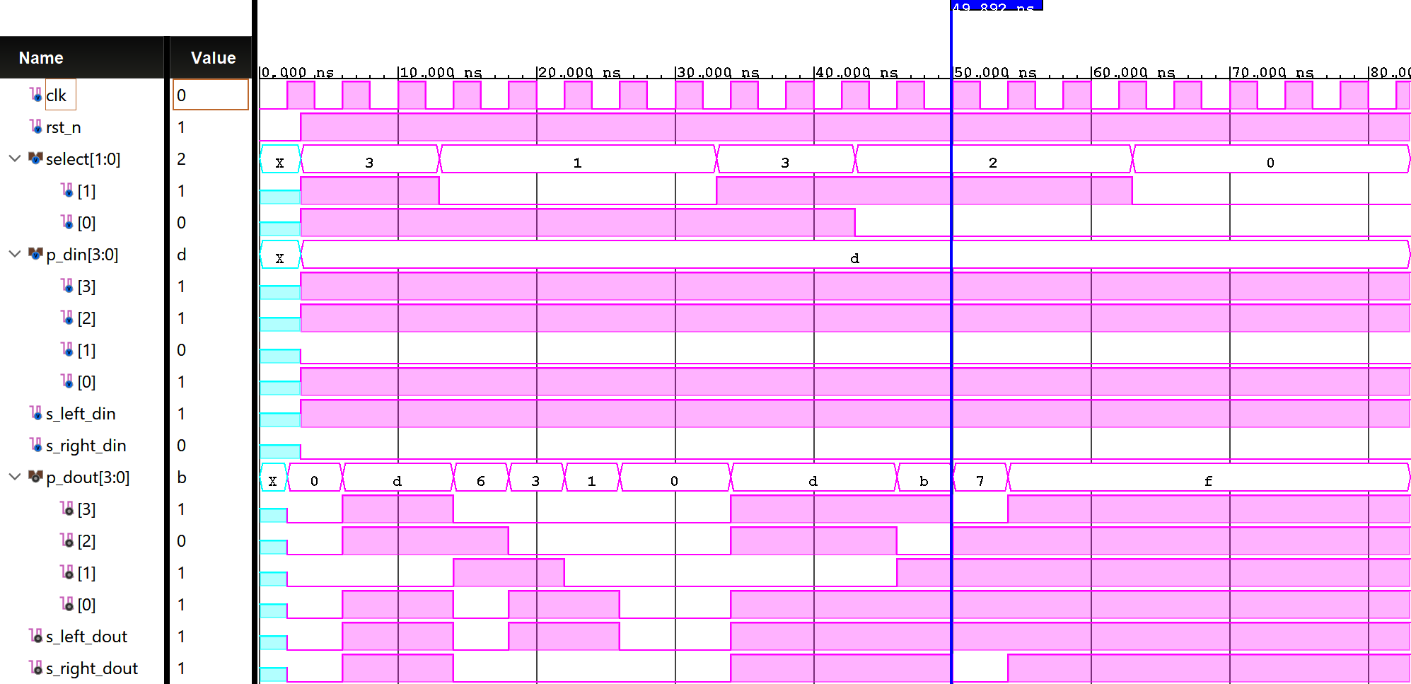 49.892 ns
Name Value
0.000 ns 10.000 ns 20.000 ns 30.000 ns 40.000 ns 50.000 ns 60.000 ns 70.000 ns 80.0
clk 0
rst_n 1
select[1:0] 2 X 3 1 3 2 0
[1] 1
[0] 0
p_din[3:0] d X d
[3] 1
[2] 1
[1] 0
[0] 1
s_left_din 1
s_right_din 0
p_dout[3:0] b X 0 d 6 3 1 0 d b 7 f
[3] 1
[2] 0
[1] 1
[0] 1
s_left_dout 1
s_right_dout 1